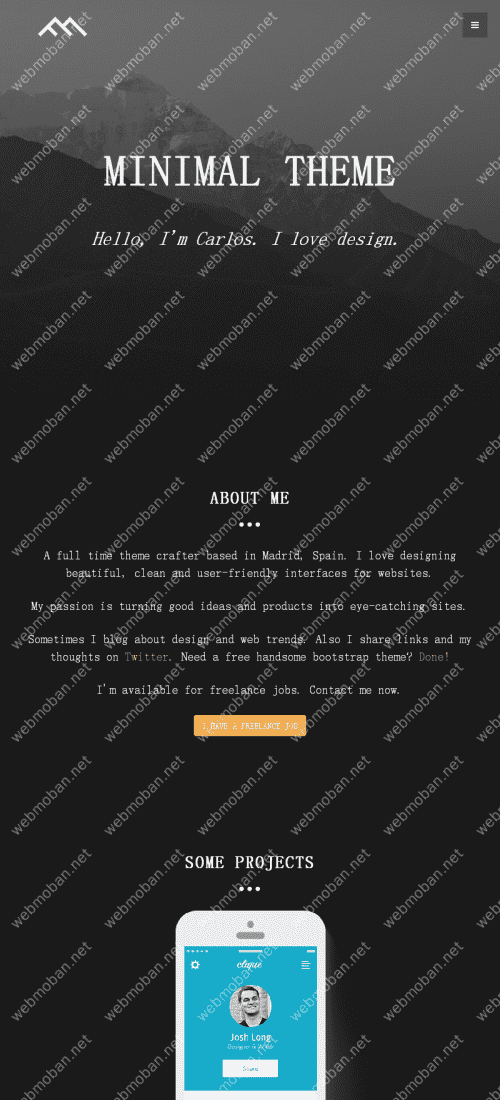 MINIMAL THEME
Hello, I'm Carlos. I love design.
ABOUT ME
A full time theme crafter based in Madrid, Spain. I love designing
beautiful, clean and user-friendly interfaces for websites.
My passion is turning good ideas and products into eye-catching sites.
Sometimes I blog about design and web trends. Also I share links and my
thoughts on Twitter. Need a free handsome bootstrap theme? Done!
I'm available for freelance jobs. Contact me now.
I HAVE A FREELANCE JOB
SOME PROJECTS
clique
Josh Long
webmoban.net